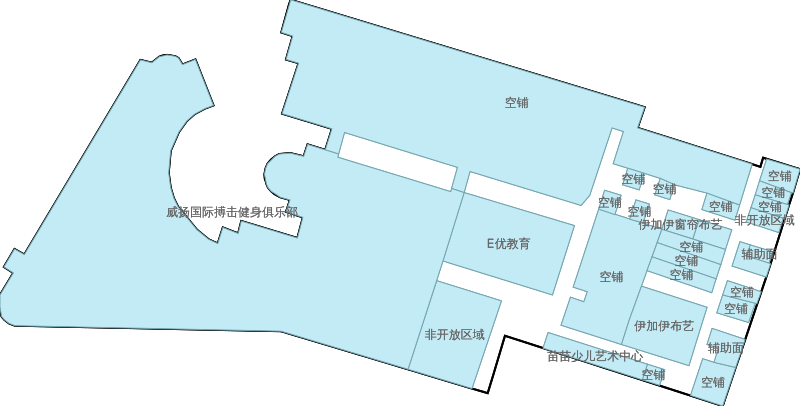 空铺
空铺
空铺
空铺
空铺
空铺
空铺
空铺
空铺
威扬国际搏击健身俱乐部
非开放区域
伊加伊窗帘布艺
E优教育
空铺
辅助面
空铺
空铺
空铺
空铺
空铺
伊加伊布艺
非开放区域
辅助面
苗苗少儿艺术中心
空铺
空铺